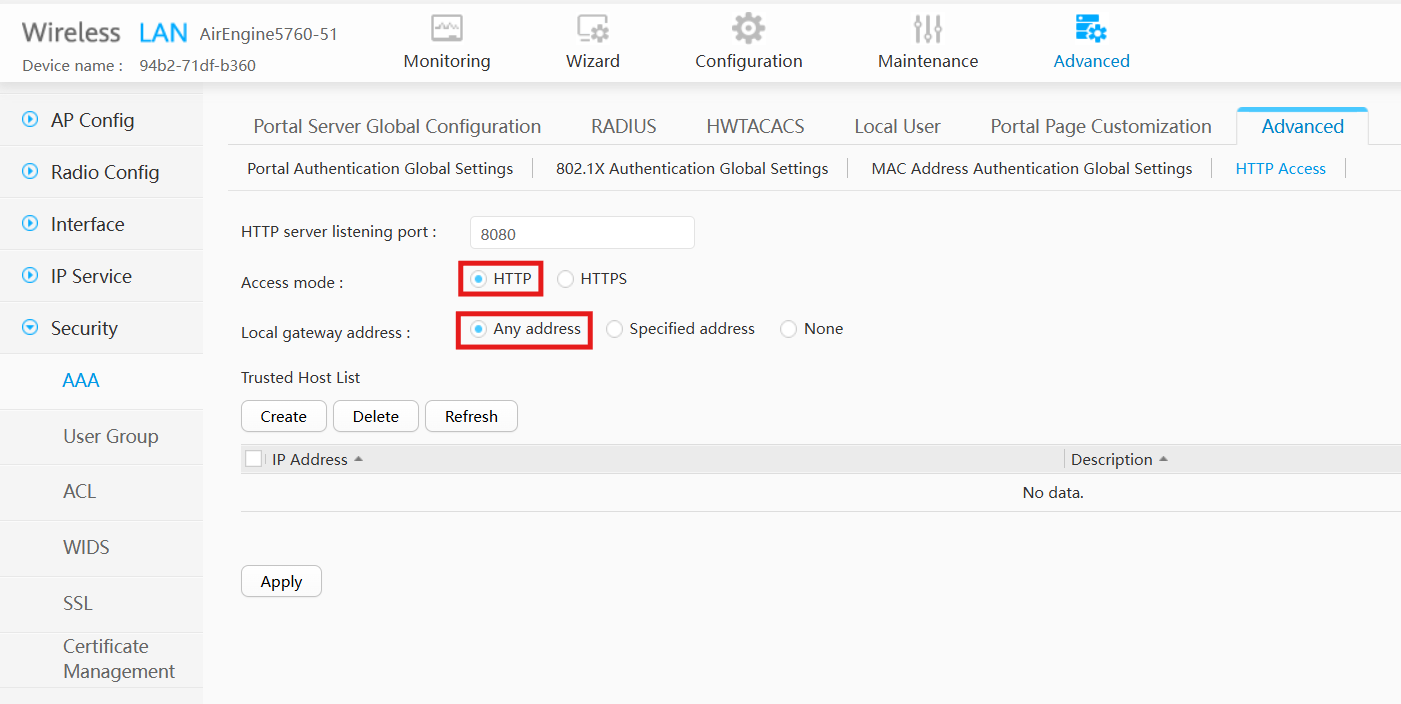 Wireless LAN AirEngine5760-51
Device name : 94b2-71df-b360
Monitoring Wizard Configuration Maintenance Advanced
AP Config
Radio Config
Interface
IP Service
Security
AAA
User Group
ACL
WIDS
SSL
Certificate
Management
Portal Server Global Configuration RADIUS HWTACACS Local User Portal Page Customization Advanced
Portal Authentication Global Settings 802.1X Authentication Global Settings MAC Address Authentication Global Settings HTTP Access
HTTP server listening port : 8080
Access mode : HTTP HTTPS
Local gateway address : Any address Specified address None
Trusted Host List
Create Delete Refresh
IP Address Description
No data.
Apply